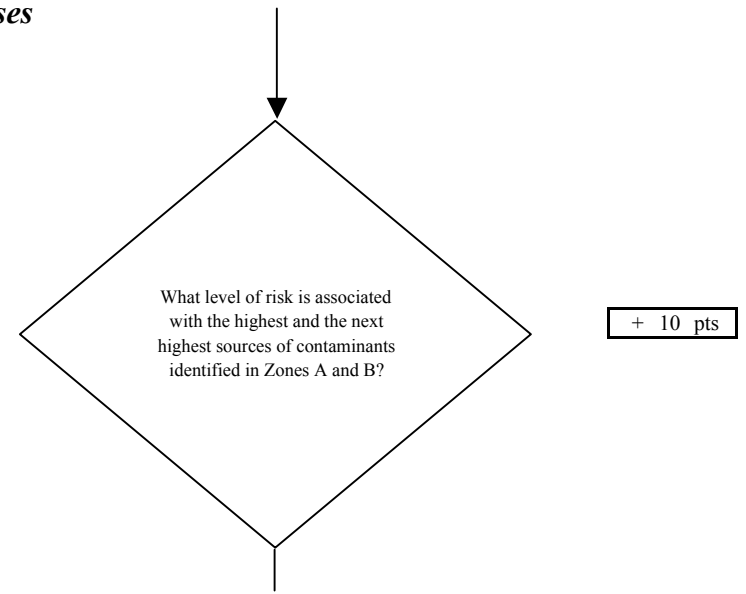 ses
What level of risk is associated
with the highest and the next
highest sources of contaminants
identified in Zones A and B?
+ 10 pts